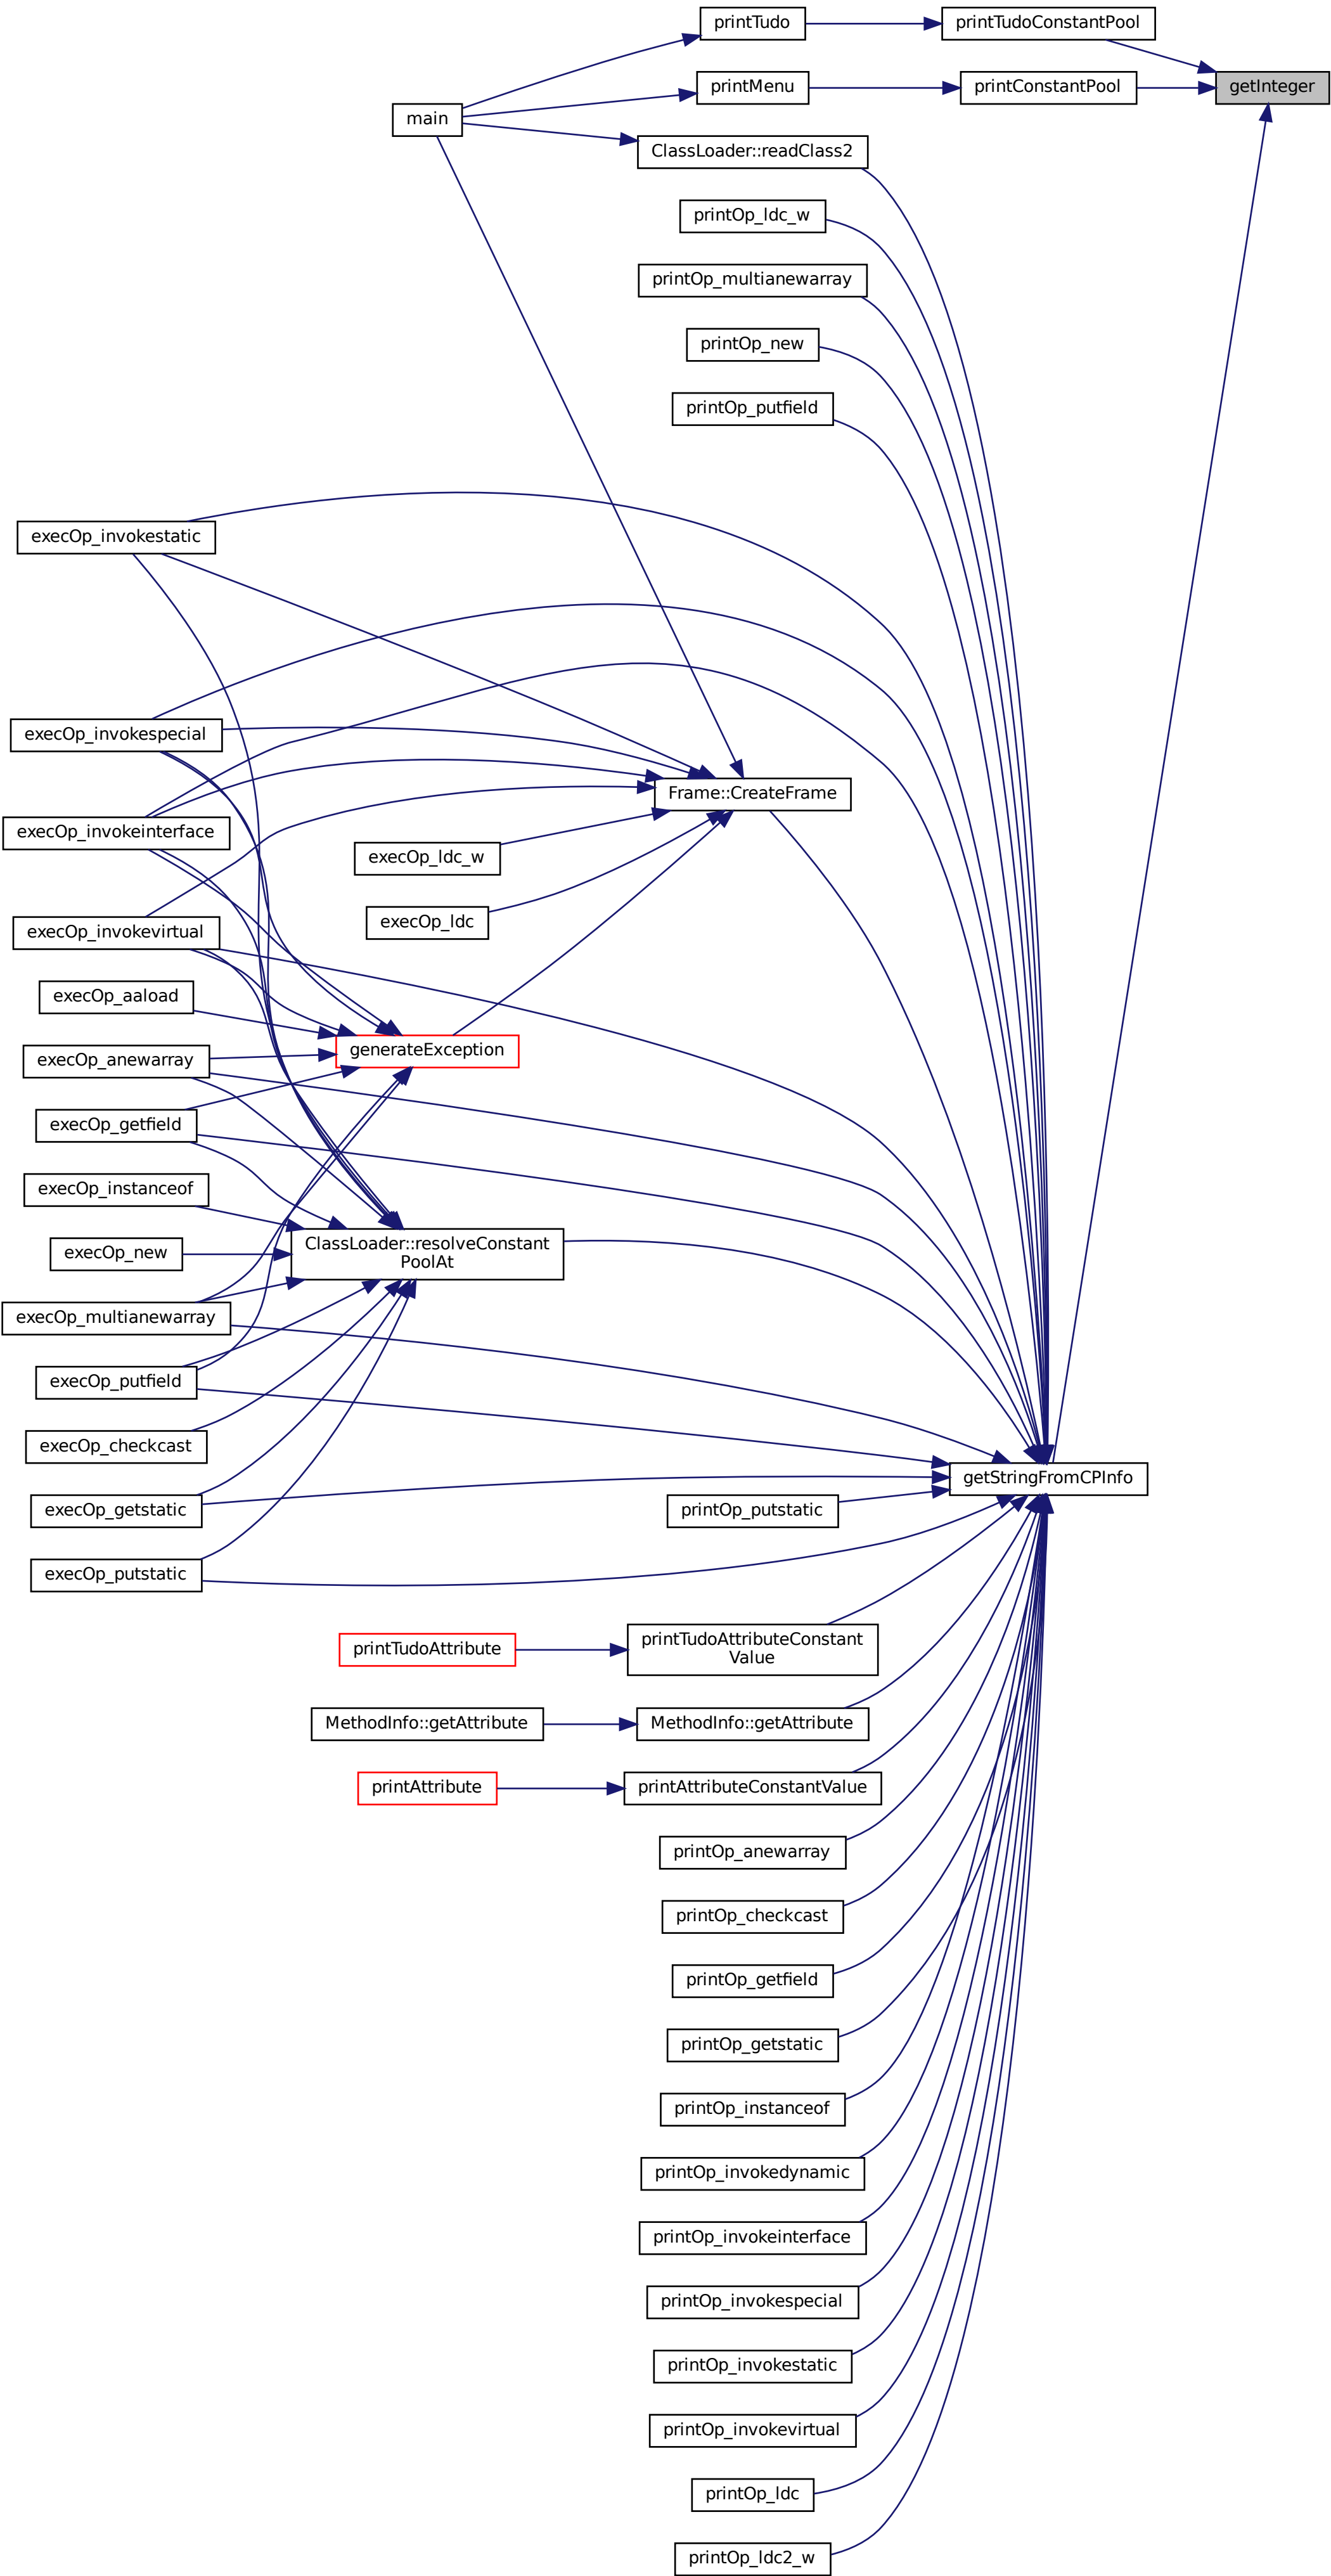 printTudo
printTudoConstantPool
printMenu
printConstantPool
getInteger
main
ClassLoader::readClass2
printOp_ldc_w
printOp_multianewarray
printOp_new
printOp_putfield
execOp_invokestatic
execOp_invokespecial
Frame::CreateFrame
execOp_invokeinterface
execOp_ldc_w
execOp_ldc
execOp_invokevirtual
execOp_aaload
generateException
execOp_anewarray
execOp_getfield
execOp_instanceof
execOp_new
ClassLoader::resolveConstant
PoolAt
execOp_multianewarray
execOp_putfield
execOp_checkcast
getStringFromCPInfo
execOp_getstatic
printOp_putstatic
execOp_putstatic
printTudoAttribute
printTudoAttributeConstant
Value
MethodInfo::getAttribute
MethodInfo::getAttribute
printAttribute
printAttributeConstantValue
printOp_anewarray
printOp_checkcast
printOp_getfield
printOp_getstatic
printOp_instanceof
printOp_invokedynamic
printOp_invokeinterface
printOp_invokespecial
printOp_invokestatic
printOp_invokevirtual
printOp_ldc
printOp_ldc2_w